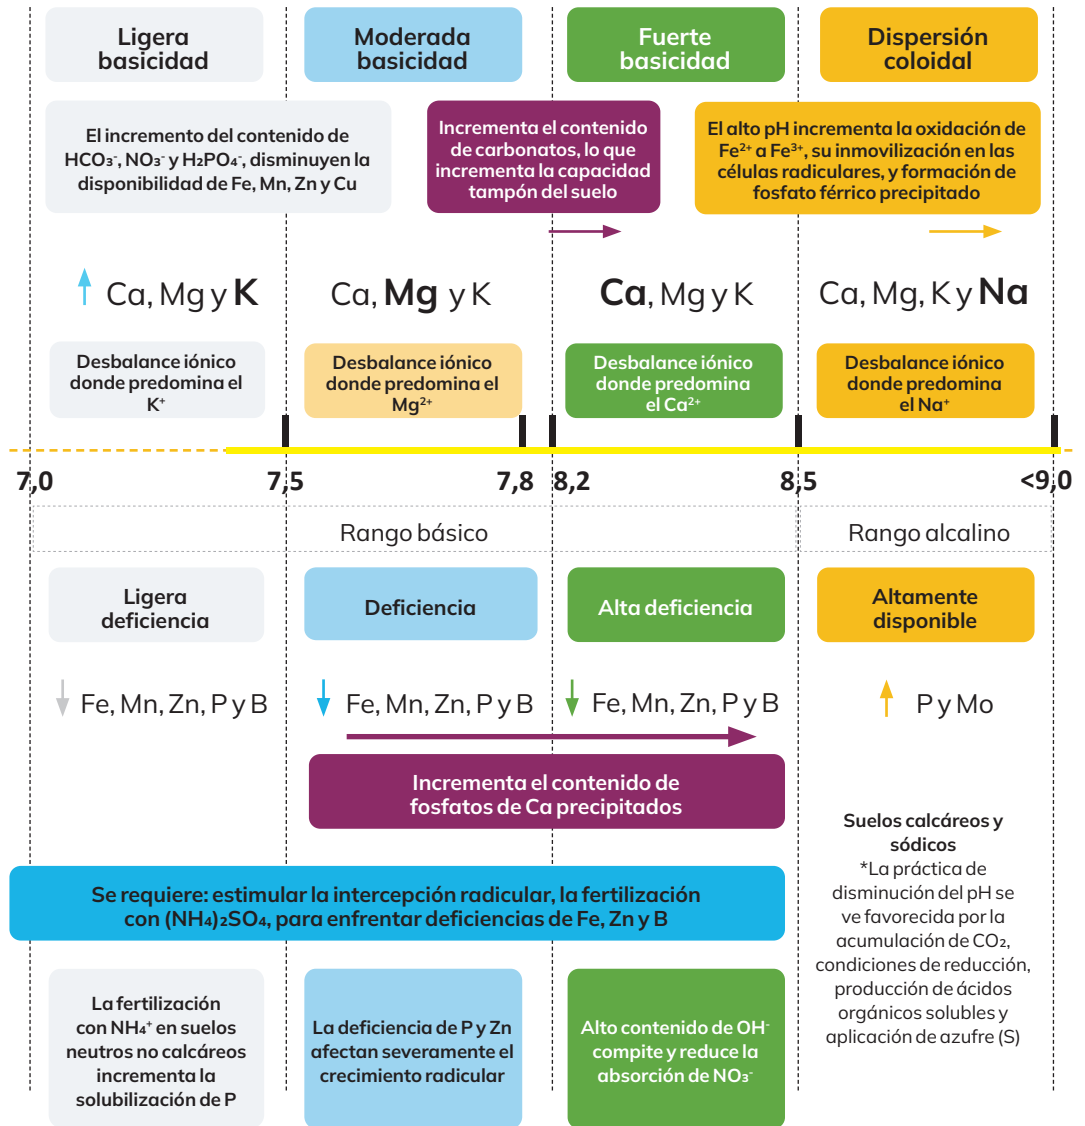 Ligera
basicidad
Moderada
basicidad
Fuerte
basicidad
Dispersión
coloidal
El incremento del contenido de
HCO₃⁻, NO₃⁻ y H₂PO₄⁻, disminuyen la
disponibilidad de Fe, Mn, Zn y Cu
Incrementa el contenido
de carbonatos, lo que
incrementa la capacidad
tampón del suelo
El alto pH incrementa la oxidación de
Fe²⁺ a Fe³⁺, su inmovilización en las
células radiculares, y formación de
fosfato férrico precipitado
Ca, Mg y K
Ca, Mg y K
Ca, Mg y K
Ca, Mg, K y Na
Desbalance iónico
donde predomina el
K⁺
Desbalance iónico
donde predomina el
Mg²⁺
Desbalance iónico
donde predomina
el Ca²⁺
Desbalance iónico
donde predomina
el Na⁺
7,0
7,5
7,8
8,2
8,5
<9,0
Rango básico
Rango alcalino
Ligera
deficiencia
Deficiencia
Alta deficiencia
Altamente
disponible
Fe, Mn, Zn, P y B
Fe, Mn, Zn, P y B
Fe, Mn, Zn, P y B
P y Mo
Incrementa el contenido de
fosfatos de Ca precipitados
Se requiere: estimular la intercepción radicular, la fertilización
con (NH₄)₂SO₄, para enfrentar deficiencias de Fe, Zn y B
Suelos calcáreos y
sódicos
*La práctica de
disminución del pH se
ve favorecida por la
acumulación de CO₂,
condiciones de reducción,
producción de ácidos
orgánicos solubles y
aplicación de azufre (S)
La fertilización
con NH₄⁺ en suelos
neutros no calcáreos
incrementa la
solubilización de P
La deficiencia de P y Zn
afectan severamente el
crecimiento radicular
Alto contenido de OH⁻
compite y reduce la
absorción de NO₃⁻